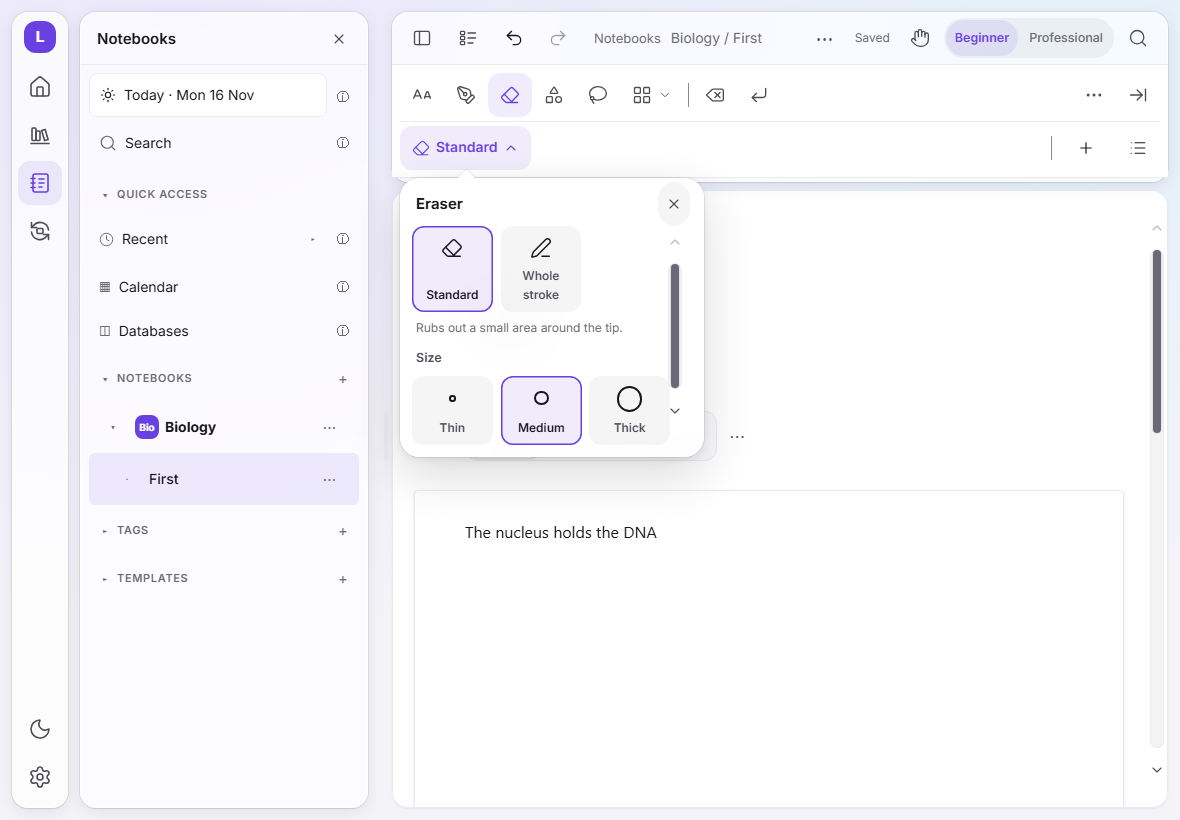 L
Notebooks
Today · Mon 16 Nov
Search
QUICK ACCESS
Recent
Calendar
Databases
NOTEBOOKS
Bio Biology
First
TAGS
TEMPLATES
Notebooks Biology / First
Saved
Beginner
Professional
AA
Standard
Eraser
Standard
Whole
stroke
Rubs out a small area around the tip.
Size
Thin
Medium
Thick
The nucleus holds the DNA